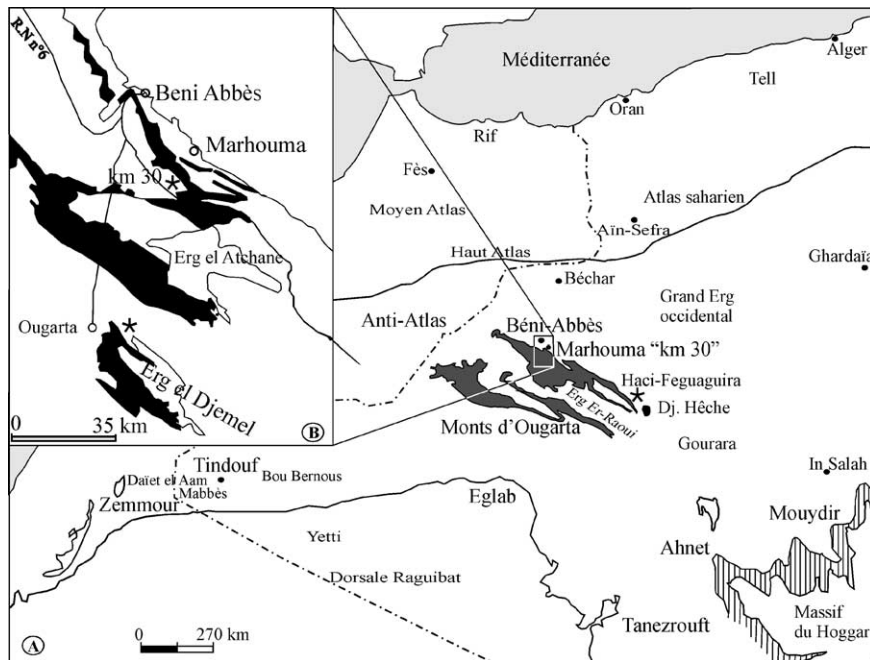 R.N n°6
Beni Abbès
Marhouma
km 30
Erg el Atchane
Ougarta
Erg el Djemel
0 35 km
B
Méditerranée
Alger
Tell
Oran
Rif
Fès
Moyen Atlas
Atlas saharien
Aïn-Sefra
Haut Atlas
Ghardaïa
Béchar
Grand Erg
occidental
Anti-Atlas
Béni-Abbès
Marhouma “km 30”
Haci-Feguaguira
Erg Er-Raoui
Dj. Hêche
Monts d'Ougarta
Gourara
In Salah
Tindouf
Bou Bernous
Daïet el Aam
Mabbès
Zemmour
Eglab
Mouydir
Yetti
Ahnet
Dorsale Raguibat
Massif
du Hoggar
Tanezrouft
A
0 270 km